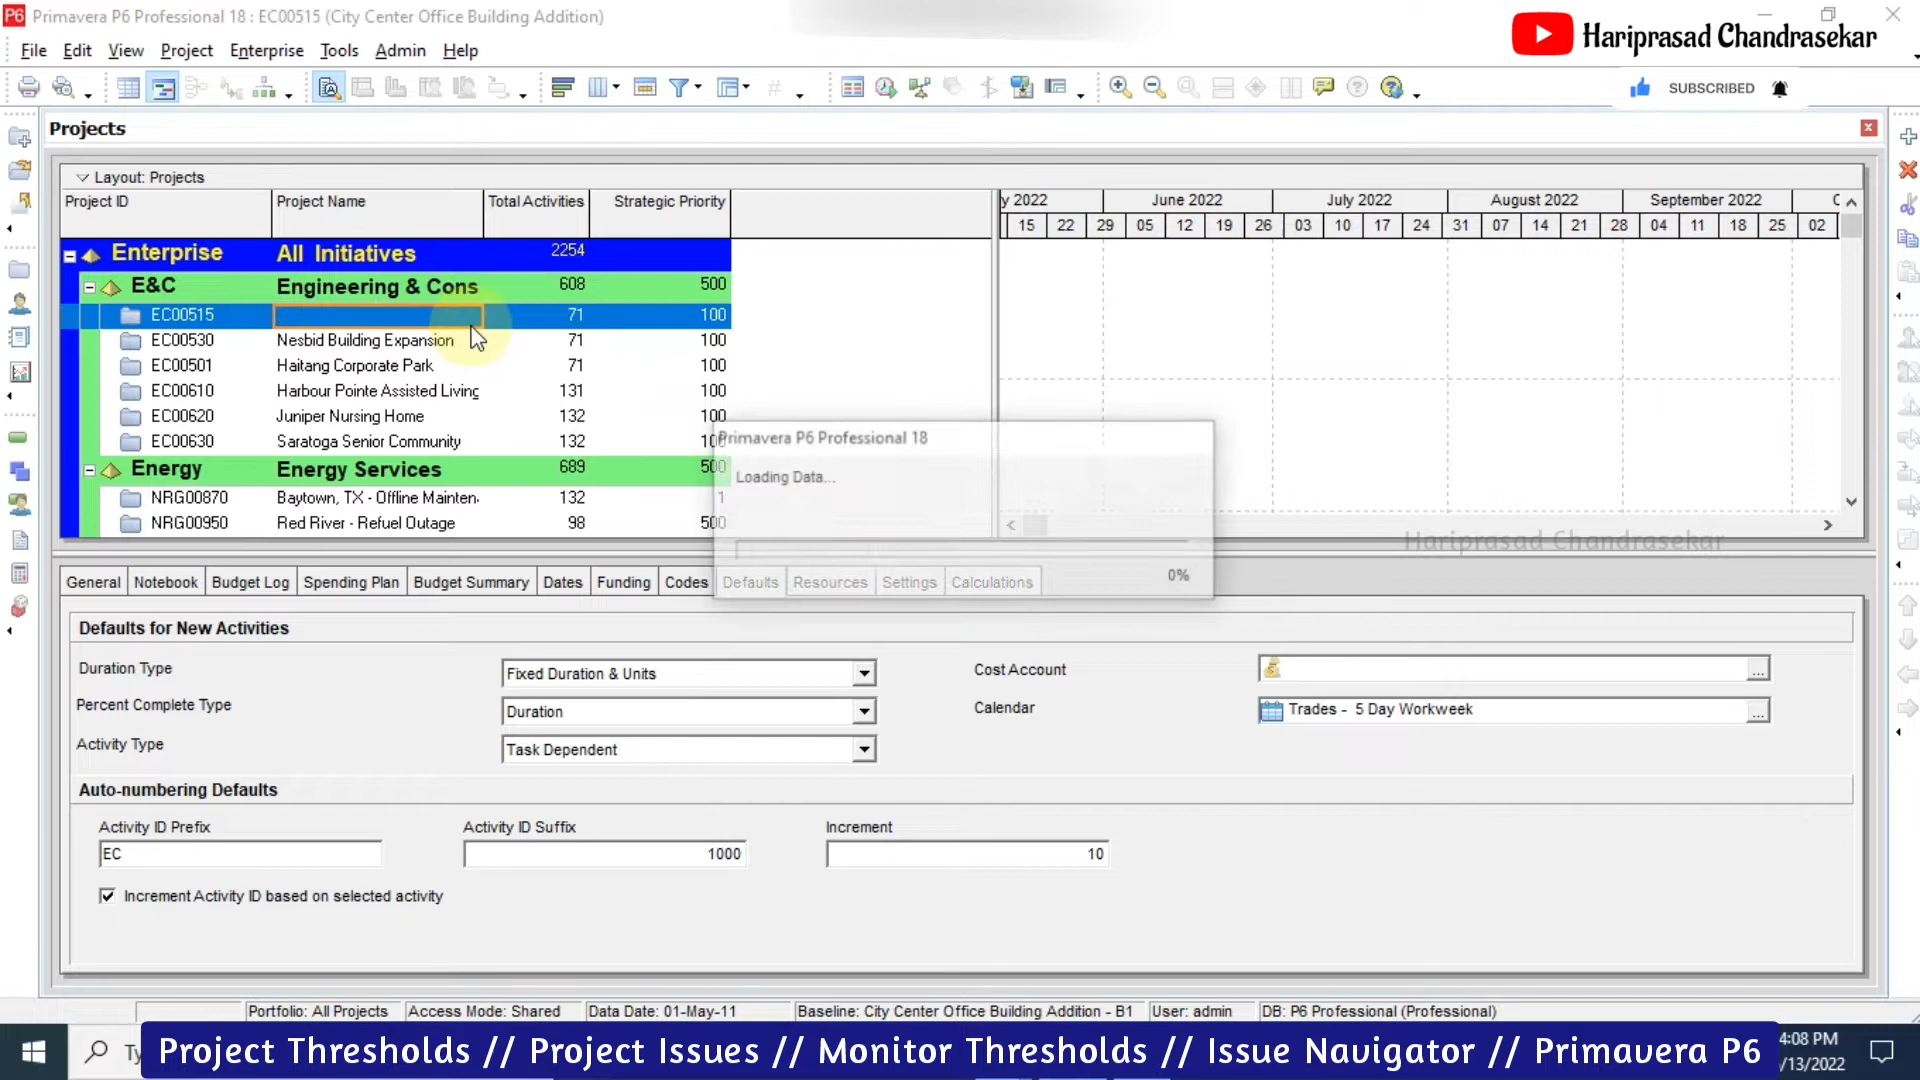 Primavera P6 Professional 18 : EC00515 (City Center Office Building Addition)
Hariprasad Chandrasekar
File Edit View Project Enterprise Tools Admin Help
SUBSCRIBED
Projects
Layout: Projects
Project ID Project Name Total Activities Strategic Priority
y 2022 June 2022 July 2022 August 2022 September 2022
15 22 29 05 12 19 26 03 10 17 24 31 07 14 21 28 04 11 18 25 02
Enterprise All Initiatives 2254
E&C Engineering & Cons 608 500
EC00515 71 100
EC00530 Nesbid Building Expansion 71 100
EC00501 Haitang Corporate Park 71 100
EC00610 Harbour Pointe Assisted Living 131 100
EC00620 Juniper Nursing Home 132 100
EC00630 Saratoga Senior Community 132 100
Energy Energy Services 689 500
NRG00870 Baytown, TX - Offline Mainten 132 1
NRG00950 Red River - Refuel Outage 98 500
Primavera P6 Professional 18
Loading Data...
0%
Hariprasad Chandrasekar
General Notebook Budget Log Spending Plan Budget Summary Dates Funding Codes Defaults Resources Settings Calculations
Defaults for New Activities
Duration Type Fixed Duration & Units Cost Account
Percent Complete Type Duration Calendar Trades - 5 Day Workweek
Activity Type Task Dependent
Auto-numbering Defaults
Activity ID Prefix Activity ID Suffix Increment
EC 1000 10
Increment Activity ID based on selected activity
Portfolio: All Projects Access Mode: Shared Data Date: 01-May-11 Baseline: City Center Office Building Addition - B1 User: admin DB: P6 Professional (Professional)
Project Thresholds // Project Issues // Monitor Thresholds // Issue Navigator // Primavera P6
4:08 PM
/13/2022